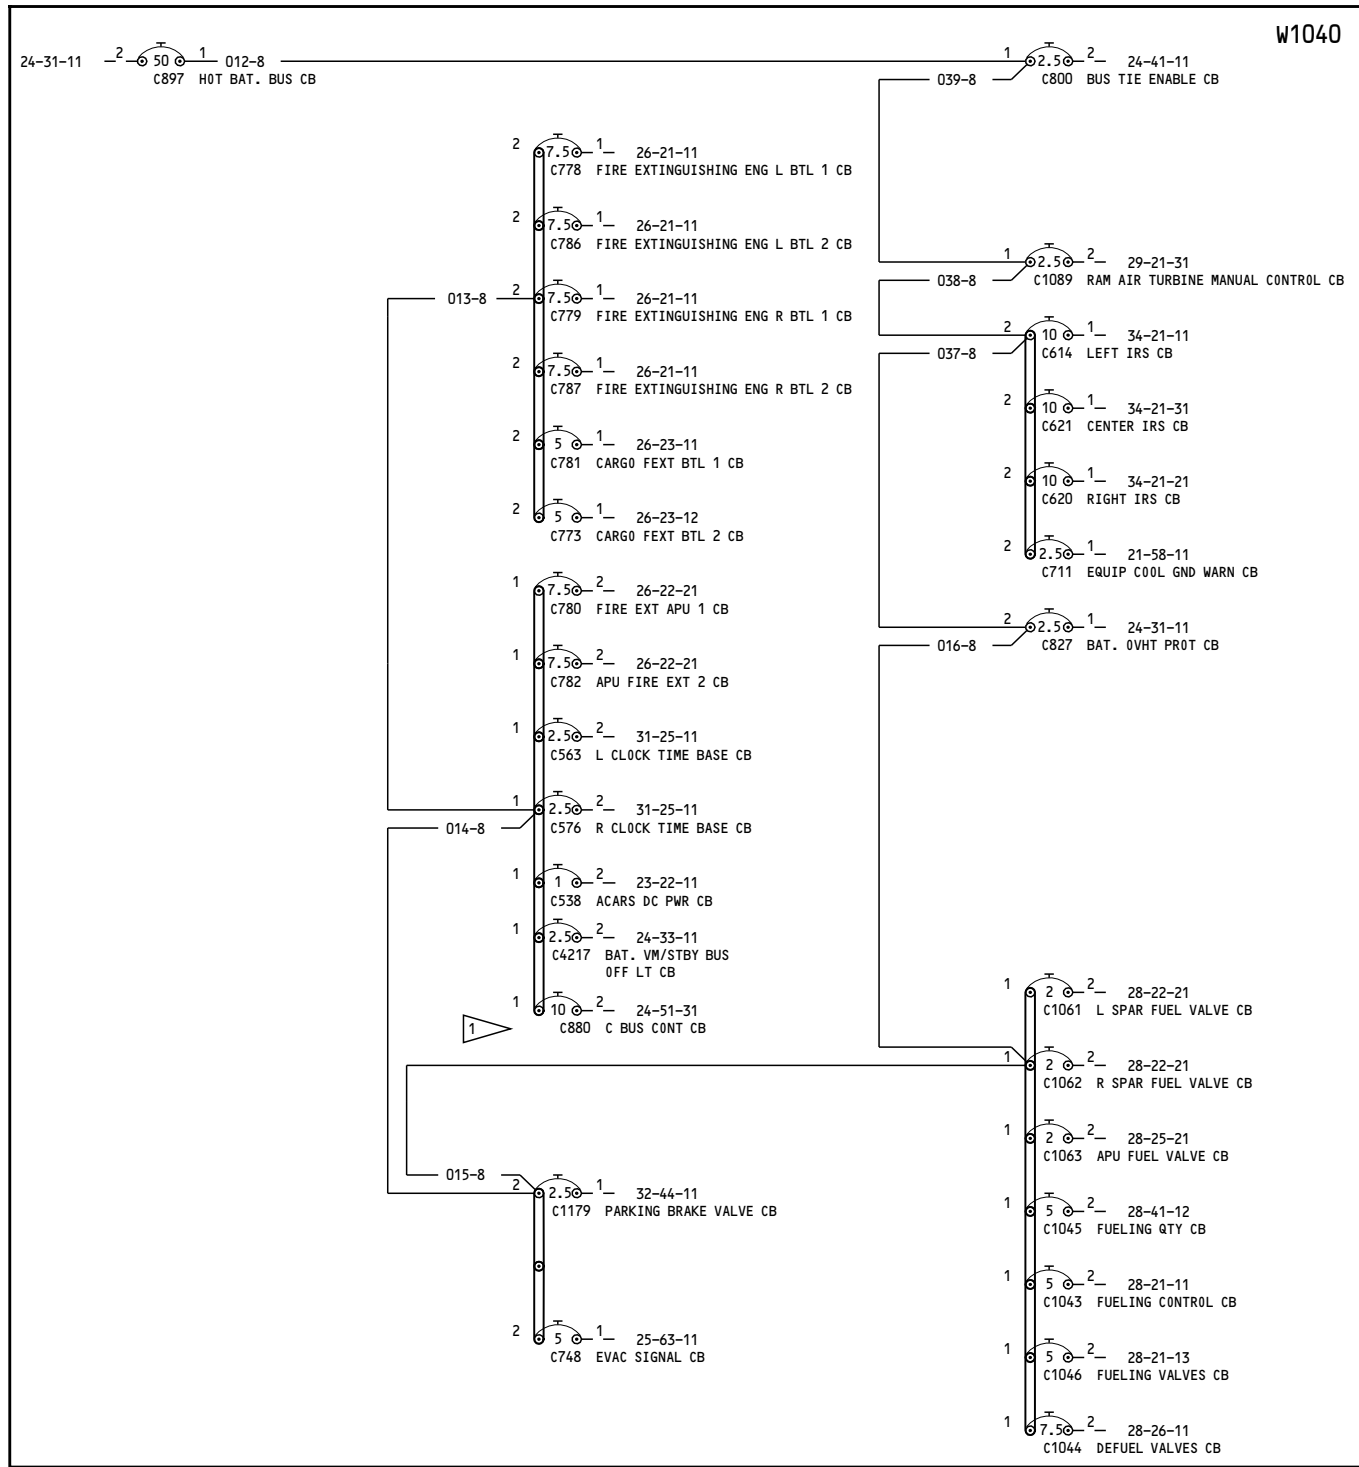 W1040
24-31-11 2 50 1 012-8 1 2.5 2 24-41-11
C897 HOT BAT. BUS CB
039-8 C800 BUS TIE ENABLE CB
2 7.5 1 26-21-11
C778 FIRE EXTINGUISHING ENG L BTL 1 CB
2 7.5 1 26-21-11
C786 FIRE EXTINGUISHING ENG L BTL 2 CB
013-8 2 7.5 1 26-21-11
C779 FIRE EXTINGUISHING ENG R BTL 1 CB
2 7.5 1 26-21-11
C787 FIRE EXTINGUISHING ENG R BTL 2 CB
2 5 1 26-23-11
C781 CARGO FEXT BTL 1 CB
2 5 1 26-23-12
C773 CARGO FEXT BTL 2 CB
1 7.5 2 26-22-21
C780 FIRE EXT APU 1 CB
1 7.5 2 26-22-21
C782 APU FIRE EXT 2 CB
1 2.5 2 31-25-11
C563 L CLOCK TIME BASE CB
1 2.5 2 31-25-11
014-8 C576 R CLOCK TIME BASE CB
1 1 2 23-22-11
C538 ACARS DC PWR CB
1 2.5 2 24-33-11
C4217 BAT. VM/STBY BUS
OFF LT CB
1 10 2 24-51-31
1 C880 C BUS CONT CB
015-8
2 2.5 1 32-44-11
C1179 PARKING BRAKE VALVE CB
2 5 1 25-63-11
C748 EVAC SIGNAL CB
1 2.5 2 29-21-31
038-8 C1089 RAM AIR TURBINE MANUAL CONTROL CB
2 10 1 34-21-11
037-8 C614 LEFT IRS CB
2 10 1 34-21-31
C621 CENTER IRS CB
2 10 1 34-21-21
C620 RIGHT IRS CB
2 2.5 1 21-58-11
C711 EQUIP COOL GND WARN CB
2 2.5 1 24-31-11
016-8 C827 BAT. OVHT PROT CB
1 2 2 28-22-21
C1061 L SPAR FUEL VALVE CB
1 2 2 28-22-21
C1062 R SPAR FUEL VALVE CB
1 2 2 28-25-21
C1063 APU FUEL VALVE CB
1 5 2 28-41-12
C1045 FUELING QTY CB
1 5 2 28-21-11
C1043 FUELING CONTROL CB
1 5 2 28-21-13
C1046 FUELING VALVES CB
1 7.5 2 28-26-11
C1044 DEFUEL VALVES CB